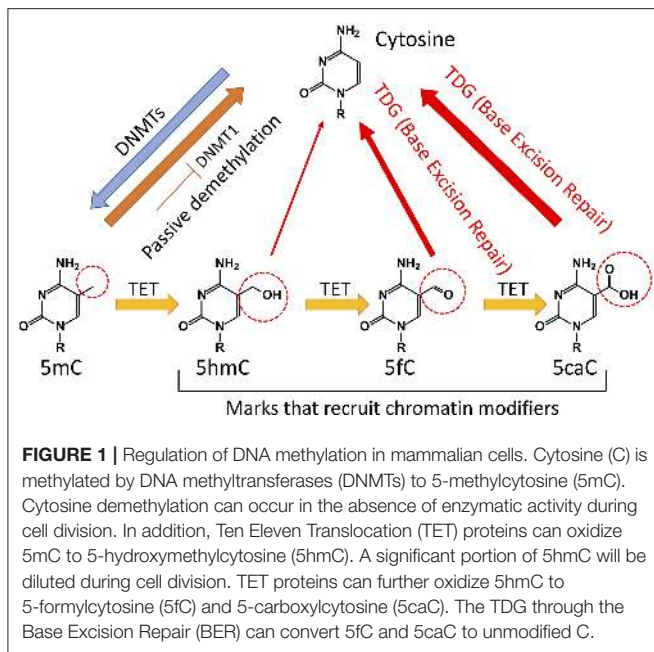 NH₂
Cytosine
N
O
N
R
DNMTs
DNMT1
Passive demethylation
TDG (Base Excision Repair)
TDG (Base Excision Repair)
NH₂
N
O
N
R
5mC
TET
NH₂
OH
N
O
N
R
5hmC
TET
NH₂
O
N
O
N
R
5fC
TET
NH₂
O
OH
N
O
N
R
5caC
Marks that recruit chromatin modifiers
FIGURE 1 | Regulation of DNA methylation in mammalian cells. Cytosine (C) is
methylated by DNA methyltransferases (DNMTs) to 5-methylcytosine (5mC).
Cytosine demethylation can occur in the absence of enzymatic activity during
cell division. In addition, Ten Eleven Translocation (TET) proteins can oxidize
5mC to 5-hydroxymethylcytosine (5hmC). A significant portion of 5hmC will be
diluted during cell division. TET proteins can further oxidize 5hmC to
5-formylcytosine (5fC) and 5-carboxylcytosine (5caC). The TDG through the
Base Excision Repair (BER) can convert 5fC and 5caC to unmodified C.